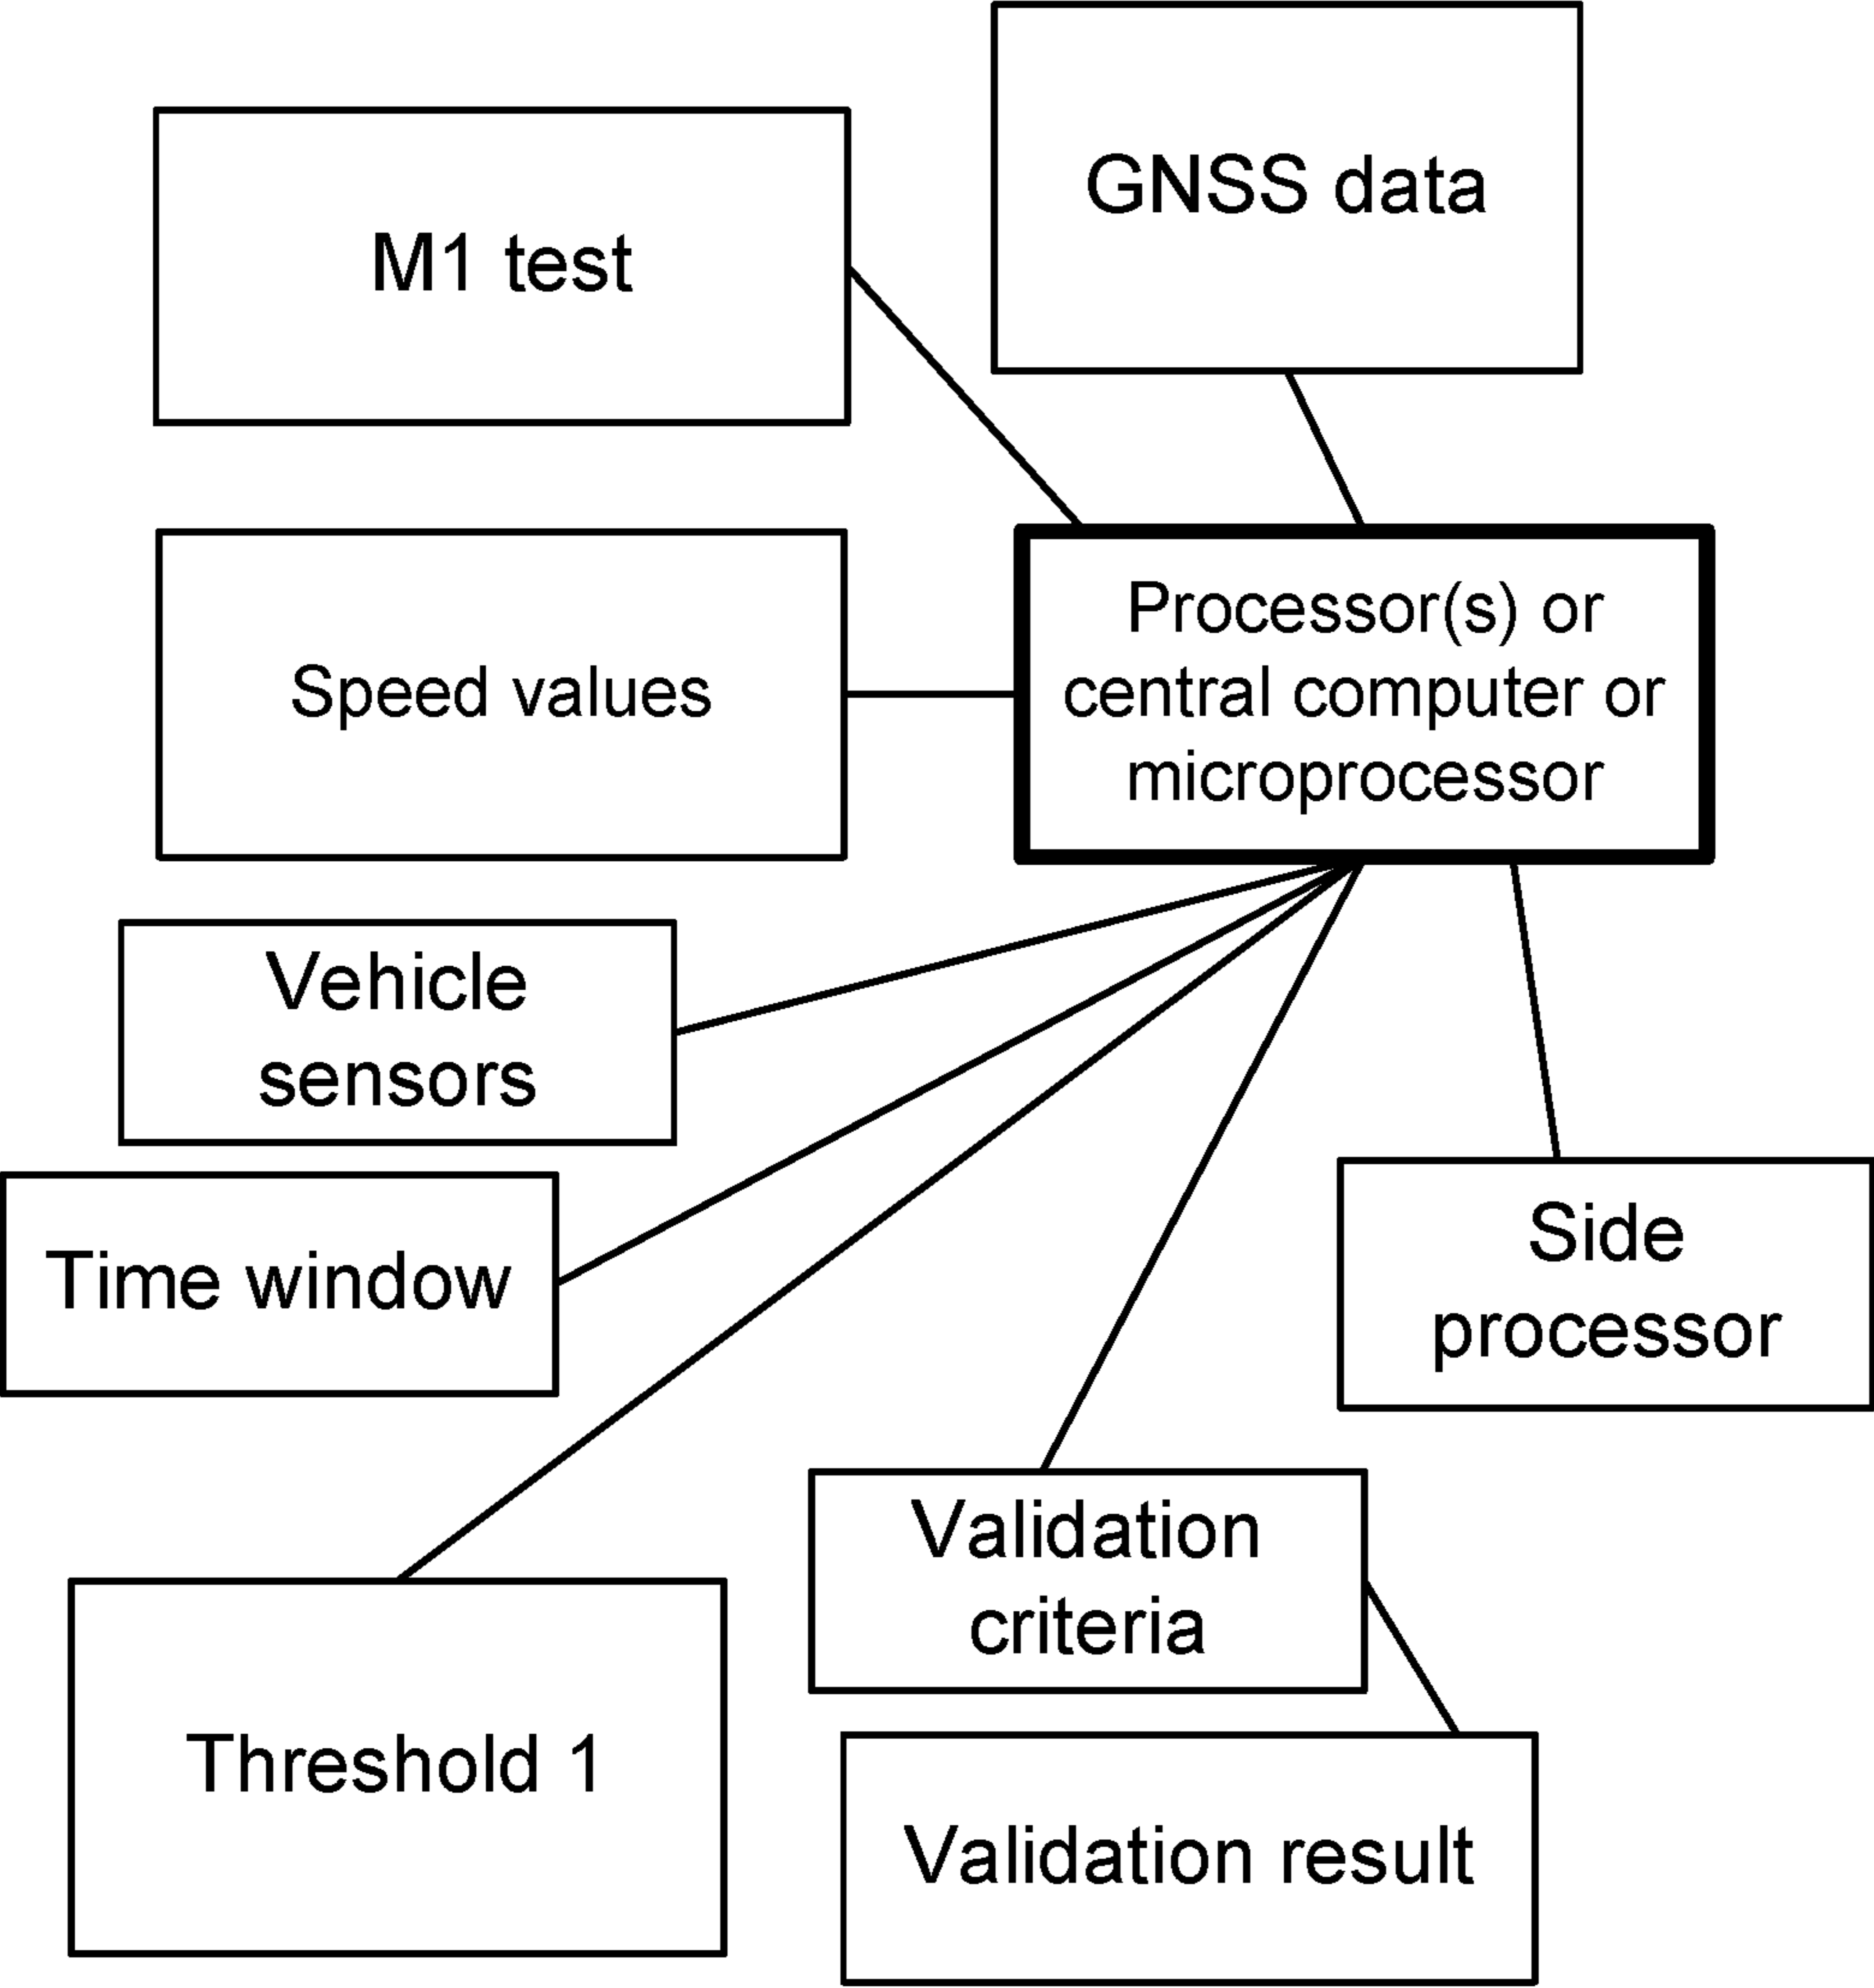 GNSS data
M1 test
Processor(s) or
central computer or
microprocessor
Speed values
Vehicle
sensors
Time window
Side
processor
Validation
criteria
Threshold 1
Validation result